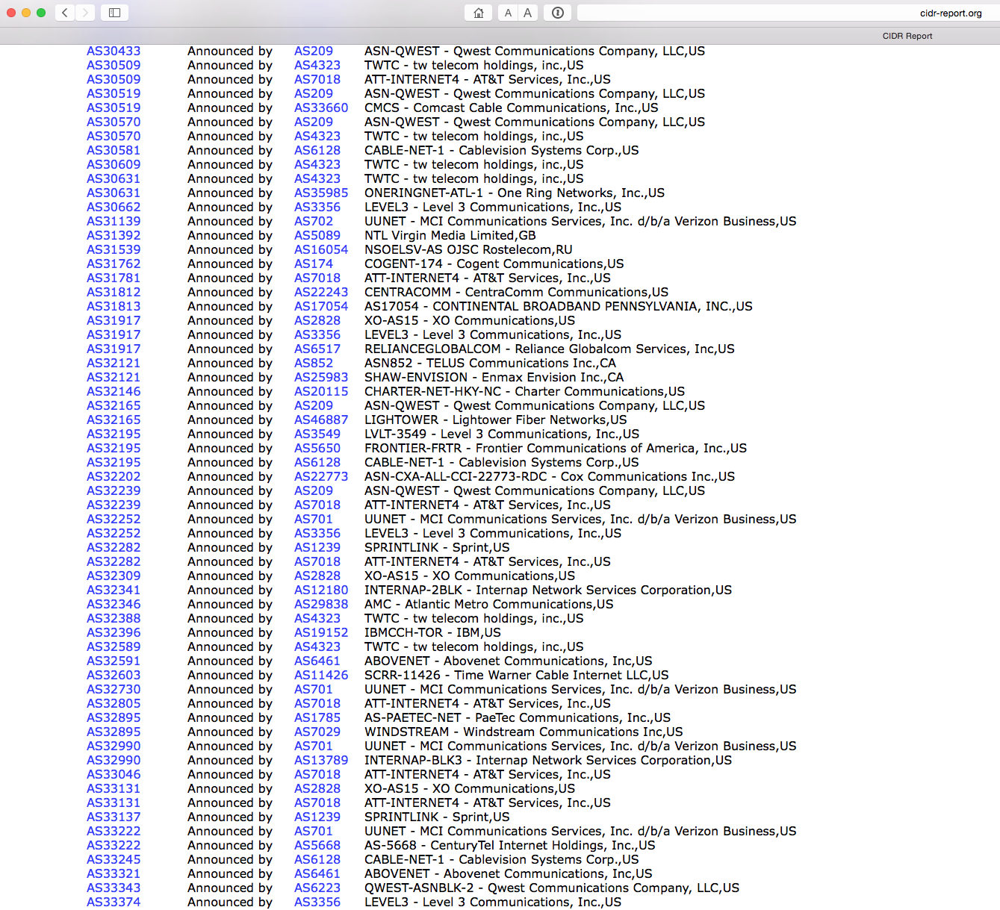 A A cidr-report.org
CIDR Report
AS30433 Announced by AS209 ASN-QWEST - Qwest Communications Company, LLC,US
AS30509 Announced by AS4323 TWTC - tw telecom holdings, inc.,US
AS30509 Announced by AS7018 ATT-INTERNET4 - AT&T Services, Inc.,US
AS30519 Announced by AS209 ASN-QWEST - Qwest Communications Company, LLC,US
AS30519 Announced by AS33660 CMCS - Comcast Cable Communications, Inc.,US
AS30570 Announced by AS209 ASN-QWEST - Qwest Communications Company, LLC,US
AS30570 Announced by AS4323 TWTC - tw telecom holdings, inc.,US
AS30581 Announced by AS6128 CABLE-NET-1 - Cablevision Systems Corp.,US
AS30609 Announced by AS4323 TWTC - tw telecom holdings, inc.,US
AS30631 Announced by AS4323 TWTC - tw telecom holdings, inc.,US
AS30631 Announced by AS35985 ONERINGNET-ATL-1 - One Ring Networks, Inc.,US
AS30662 Announced by AS3356 LEVEL3 - Level 3 Communications, Inc.,US
AS31139 Announced by AS702 UUNET - MCI Communications Services, Inc. d/b/a Verizon Business,US
AS31392 Announced by AS5089 NTL Virgin Media Limited,GB
AS31539 Announced by AS16054 NSOELSV-AS OJSC Rostelecom,RU
AS31762 Announced by AS174 COGENT-174 - Cogent Communications,US
AS31781 Announced by AS7018 ATT-INTERNET4 - AT&T Services, Inc.,US
AS31812 Announced by AS22243 CENTRACOMM - CentraComm Communications,US
AS31813 Announced by AS17054 AS17054 - CONTINENTAL BROADBAND PENNSYLVANIA, INC.,US
AS31917 Announced by AS2828 XO-AS15 - XO Communications,US
AS31917 Announced by AS3356 LEVEL3 - Level 3 Communications, Inc.,US
AS31917 Announced by AS6517 RELIANCEGLOBALCOM - Reliance Globalcom Services, Inc,US
AS32121 Announced by AS852 ASN852 - TELUS Communications Inc.,CA
AS32121 Announced by AS25983 SHAW-ENVISION - Enmax Envision Inc.,CA
AS32146 Announced by AS20115 CHARTER-NET-HKY-NC - Charter Communications,US
AS32165 Announced by AS209 ASN-QWEST - Qwest Communications Company, LLC,US
AS32165 Announced by AS46887 LIGHTOWER - Lightower Fiber Networks,US
AS32195 Announced by AS3549 LVLT-3549 - Level 3 Communications, Inc.,US
AS32195 Announced by AS5650 FRONTIER-FRTR - Frontier Communications of America, Inc.,US
AS32195 Announced by AS6128 CABLE-NET-1 - Cablevision Systems Corp.,US
AS32202 Announced by AS22773 ASN-CXA-ALL-CCI-22773-RDC - Cox Communications Inc.,US
AS32239 Announced by AS209 ASN-QWEST - Qwest Communications Company, LLC,US
AS32239 Announced by AS7018 ATT-INTERNET4 - AT&T Services, Inc.,US
AS32252 Announced by AS701 UUNET - MCI Communications Services, Inc. d/b/a Verizon Business,US
AS32252 Announced by AS3356 LEVEL3 - Level 3 Communications, Inc.,US
AS32282 Announced by AS1239 SPRINTLINK - Sprint,US
AS32282 Announced by AS7018 ATT-INTERNET4 - AT&T Services, Inc.,US
AS32309 Announced by AS2828 XO-AS15 - XO Communications,US
AS32341 Announced by AS12180 INTERNAP-2BLK - Internap Network Services Corporation,US
AS32346 Announced by AS29838 AMC - Atlantic Metro Communications,US
AS32388 Announced by AS4323 TWTC - tw telecom holdings, inc.,US
AS32396 Announced by AS19152 IBMCCH-TOR - IBM,US
AS32589 Announced by AS4323 TWTC - tw telecom holdings, inc.,US
AS32591 Announced by AS6461 ABOVENET - Abovenet Communications, Inc,US
AS32603 Announced by AS11426 SCRR-11426 - Time Warner Cable Internet LLC,US
AS32730 Announced by AS701 UUNET - MCI Communications Services, Inc. d/b/a Verizon Business,US
AS32805 Announced by AS7018 ATT-INTERNET4 - AT&T Services, Inc.,US
AS32895 Announced by AS1785 AS-PAETEC-NET - PaeTec Communications, Inc.,US
AS32895 Announced by AS7029 WINDSTREAM - Windstream Communications Inc,US
AS32990 Announced by AS701 UUNET - MCI Communications Services, Inc. d/b/a Verizon Business,US
AS32990 Announced by AS13789 INTERNAP-BLK3 - Internap Network Services Corporation,US
AS33046 Announced by AS7018 ATT-INTERNET4 - AT&T Services, Inc.,US
AS33131 Announced by AS2828 XO-AS15 - XO Communications,US
AS33131 Announced by AS7018 ATT-INTERNET4 - AT&T Services, Inc.,US
AS33137 Announced by AS1239 SPRINTLINK - Sprint,US
AS33222 Announced by AS701 UUNET - MCI Communications Services, Inc. d/b/a Verizon Business,US
AS33222 Announced by AS5668 AS-5668 - CenturyTel Internet Holdings, Inc.,US
AS33245 Announced by AS6128 CABLE-NET-1 - Cablevision Systems Corp.,US
AS33321 Announced by AS6461 ABOVENET - Abovenet Communications, Inc,US
AS33343 Announced by AS6223 QWEST-ASNBLK-2 - Qwest Communications Company, LLC,US
AS33374 Announced by AS3356 LEVEL3 - Level 3 Communications, Inc.,US